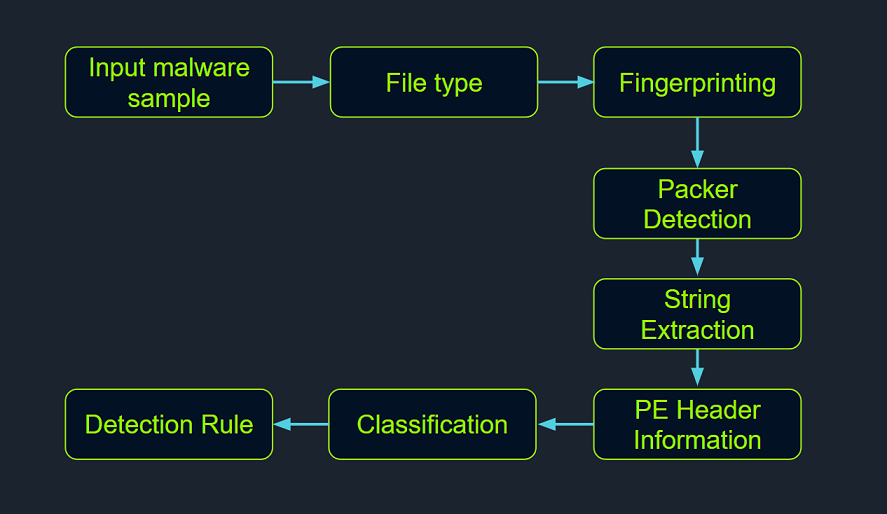 Input malware
sample
File type
Fingerprinting
Packer
Detection
String
Extraction
PE Header
Information
Classification
Detection Rule